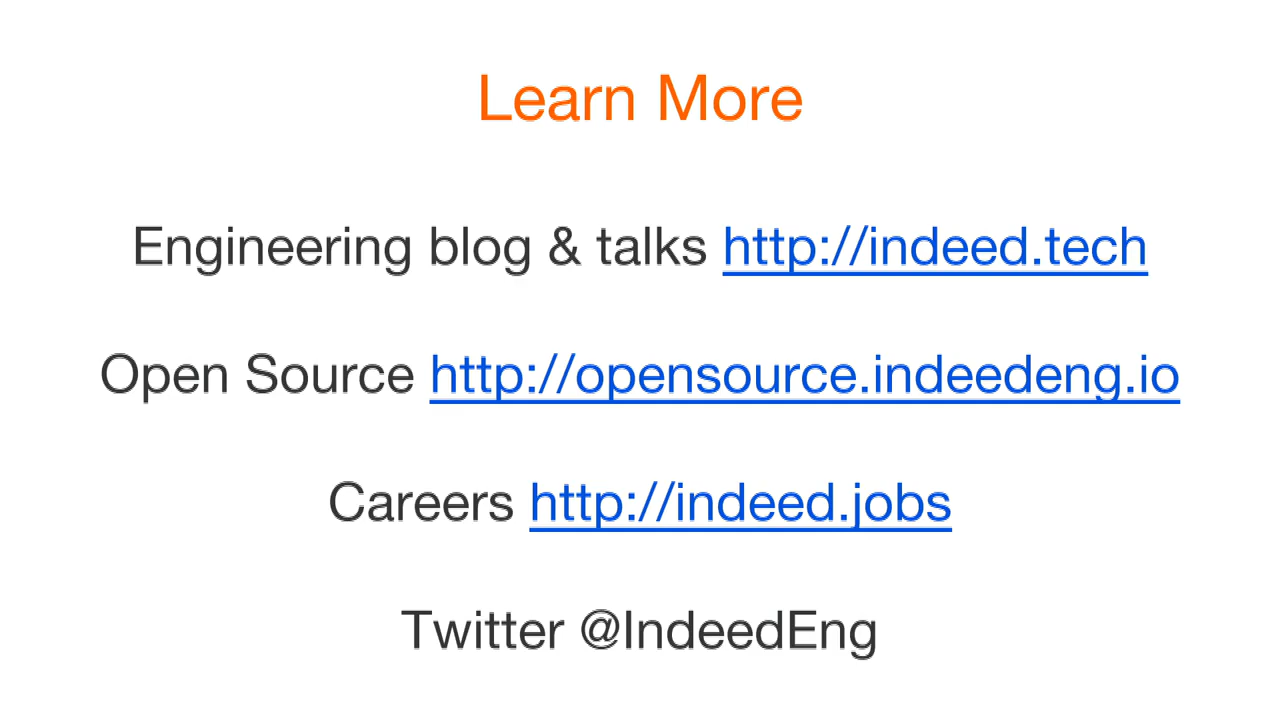 Learn More
Engineering blog & talks http://indeed.tech
Open Source http://opensource.indeedeng.io
Careers http://indeed.jobs
Twitter @IndeedEng